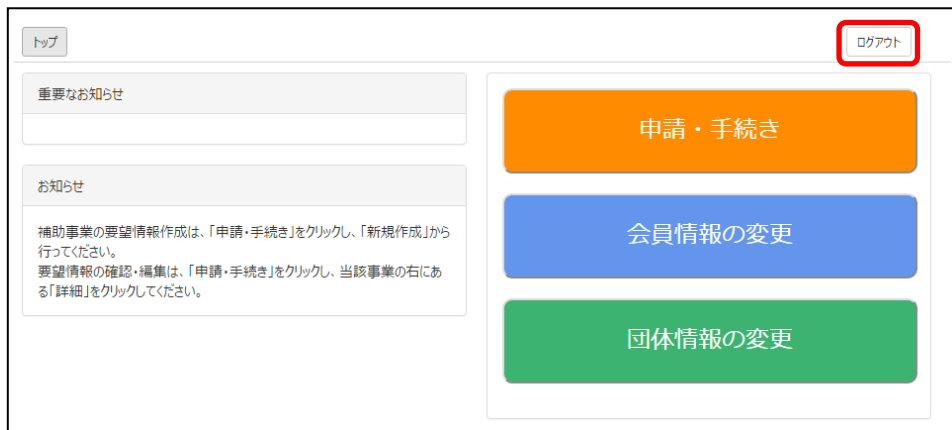 トップ
ログアウト
重要なお知らせ
お知らせ
補助事業の要望情報作成は、「申請・手続き」をクリックし、「新規作成」から
行ってください。
要望情報の確認・編集は、「申請・手続き」をクリックし、当該事業の右にあ
る「詳細」をクリックしてください。
申請・手続き
会員情報の変更
団体情報の変更